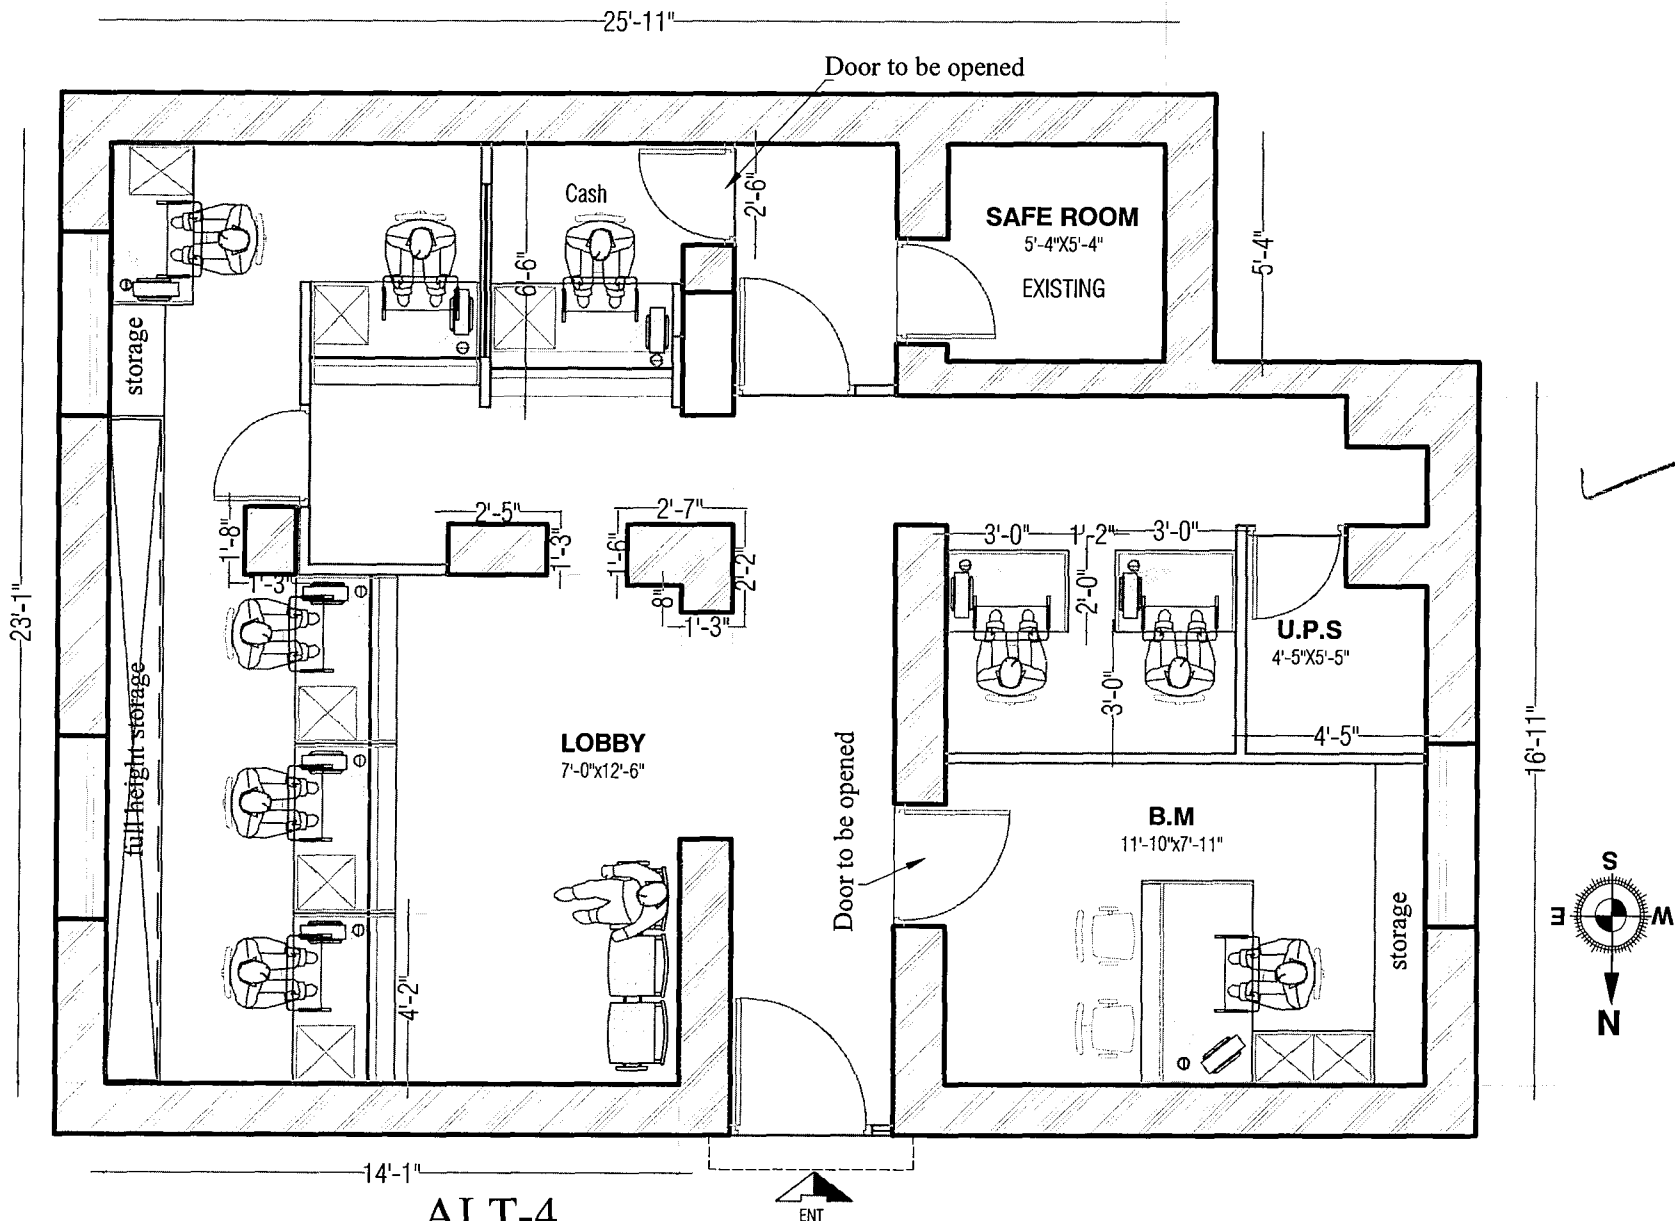 25'-11"
Door to be opened
Cash
2'-6"
6'-6"
SAFE ROOM
5'-4"X5'-4"
EXISTING
5'-4"
storage
2'-5"
2'-7"
1'-8"
1'-3"
1'-3"
1'-6"
2'-2"
8"
1'-3"
3'-0"
1'-2"
3'-0"
2'-0"
3'-0"
U.P.S
4'-5"X5'-5"
4'-5"
23'-1"
full height storage
LOBBY
7'-0"x12'-6"
Door to be opened
B.M
11'-10"x7'-11"
storage
16'-11"
4'-2"
S
E
W
N
14'-1"
ALT-4
ENT